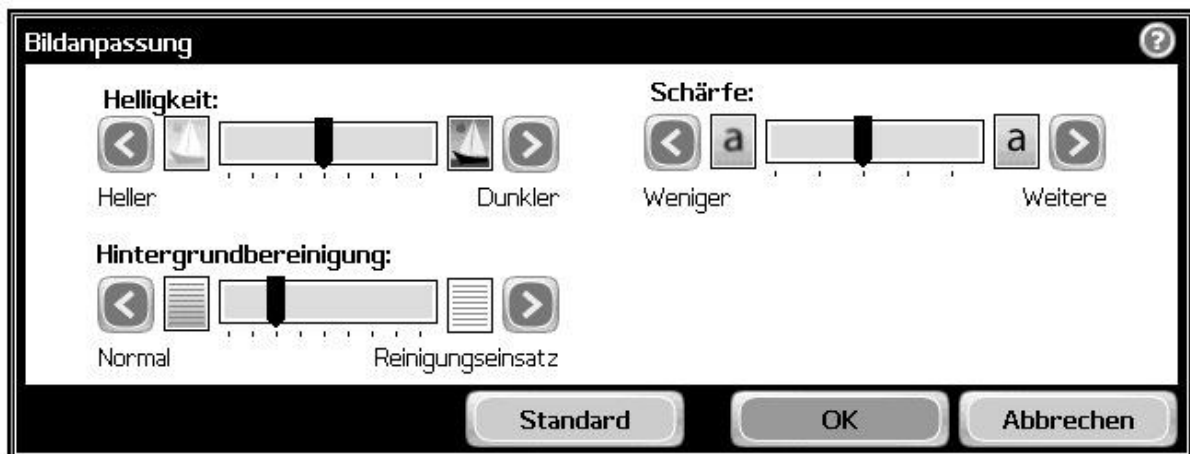 Bildanpassung
Helligkeit:
Heller
Dunkler
Schärfe:
a
a
Weniger
Weitere
Hintergrundbereinigung:
Normal
Reinigungseinsatz
Standard
OK
Abbrechen